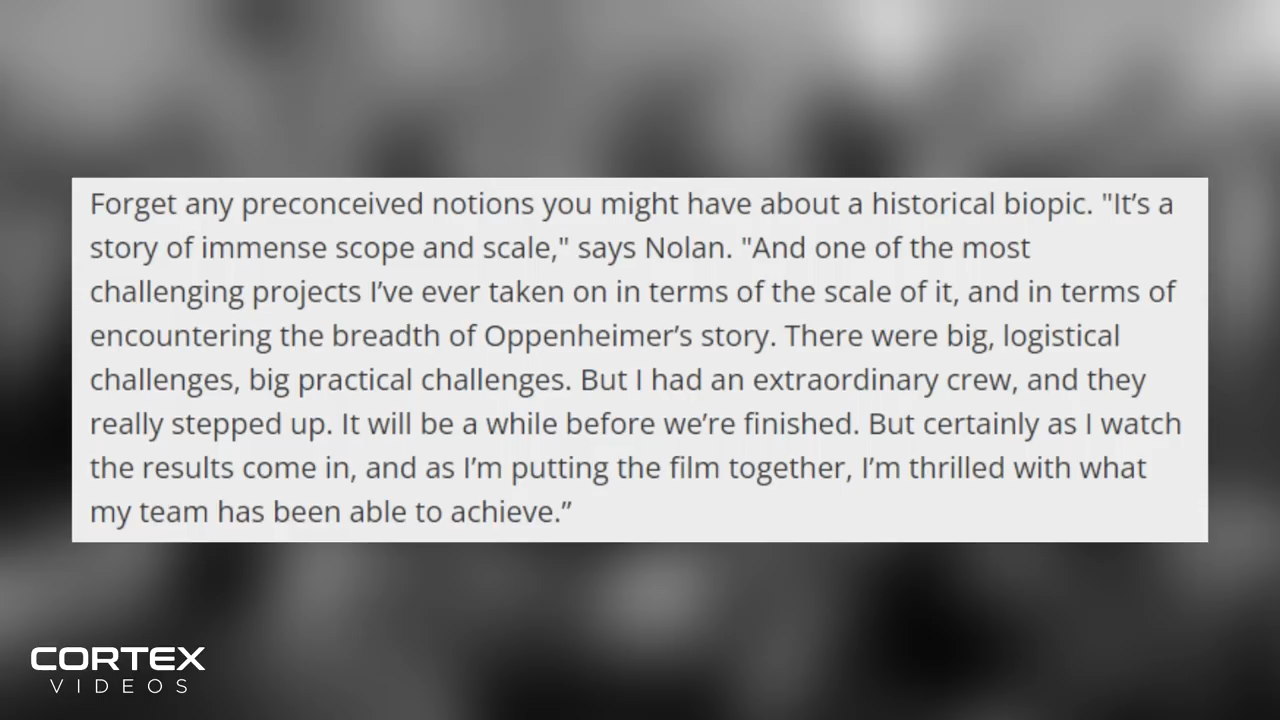 Forget any preconceived notions you might have about a historical biopic. "It’s a
story of immense scope and scale," says Nolan. "And one of the most
challenging projects I’ve ever taken on in terms of the scale of it, and in terms of
encountering the breadth of Oppenheimer’s story. There were big, logistical
challenges, big practical challenges. But I had an extraordinary crew, and they
really stepped up. It will be a while before we’re finished. But certainly as I watch
the results come in, and as I’m putting the film together, I’m thrilled with what
my team has been able to achieve.”
CORTEX
VIDEOS